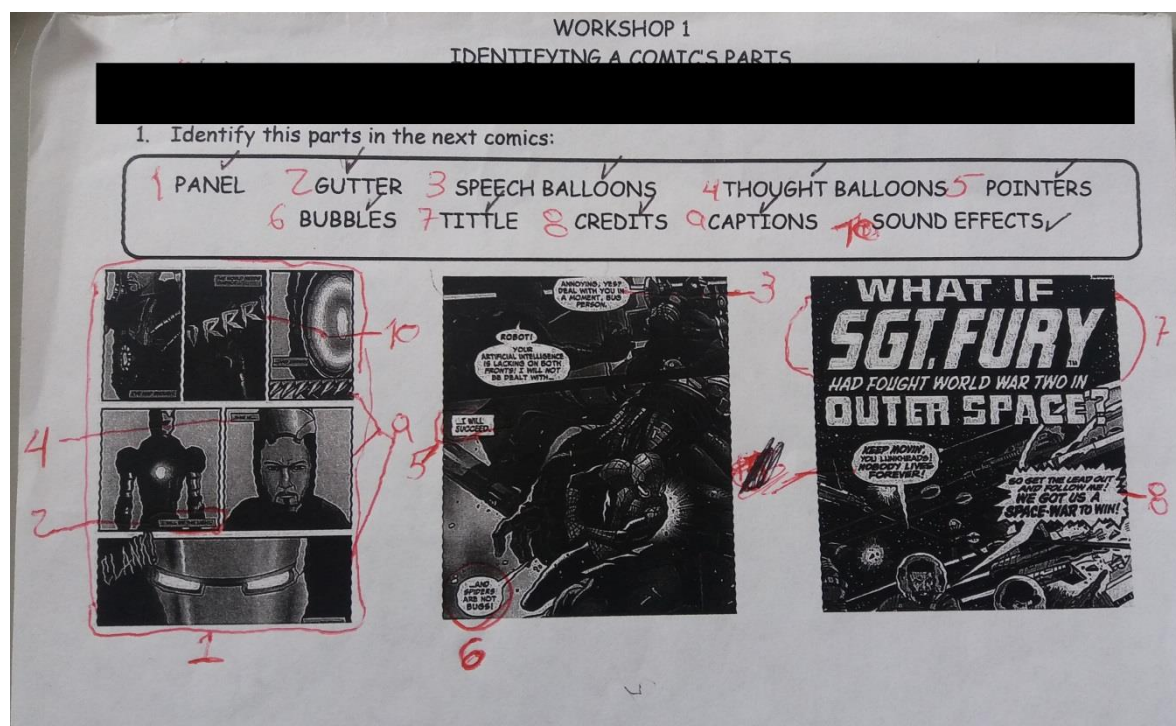 WORKSHOP 1
IDENTIFYING A COMIC'S PARTS
1. Identify this parts in the next comics:
1 PANEL 2 GUTTER 3 SPEECH BALLOONS 4 THOUGHT BALLOONS 5 POINTERS
6 BUBBLES 7 TITTLE 8 CREDITS 9 CAPTIONS 10 SOUND EFFECTS
RRR
10
4
9
2
CLANK!
1
ANNOYING, YES?
DEAL WITH YOU IN
A MOMENT, BUG
PERSON.
3
ROBOT!
YOUR
ARTIFICIAL INTELLIGENCE
IS LACKING ON BOTH
FRONTS! I WILL NOT
BE DEALT WITH...
...I WILL
SUCCEED.
5
...AND
SPIDERS
ARE NOT
BUGS!
6
WHAT IF
SGT. FURY
TM
7
HAD FOUGHT WORLD WAR TWO IN
OUTER SPACE?
KEEP MOVIN',
YOU LUNKHEADS!
NOBODY LIVES
FOREVER!
SO GET THE LEAD OUT
AND FOLLOW ME!
WE GOT US A
SPACE-WAR TO WIN!
8